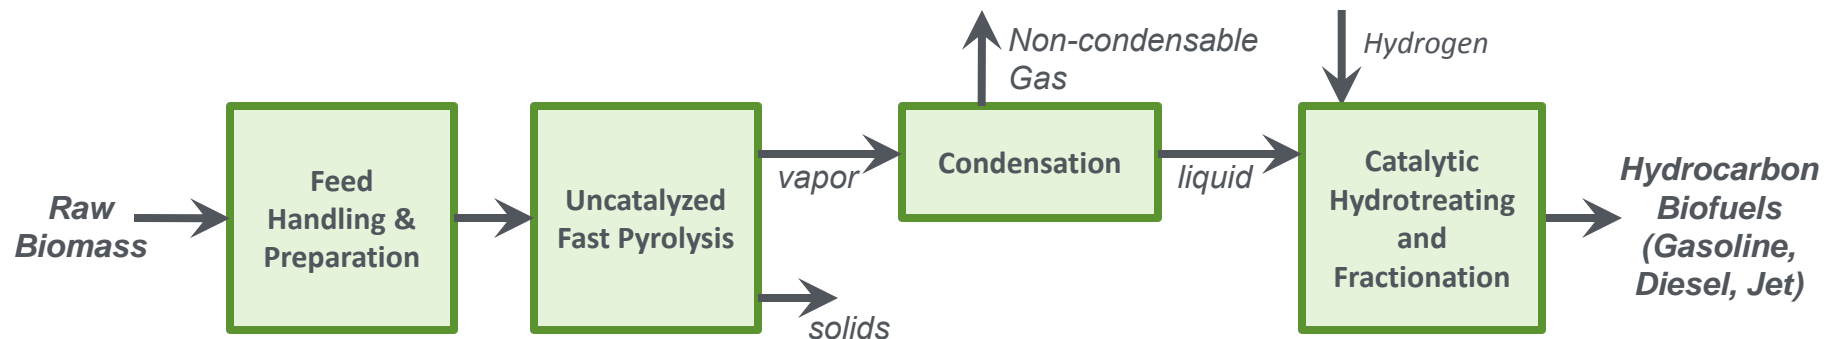 Raw
Biomass
Feed
Handling &
Preparation
Uncatalyzed
Fast Pyrolysis
vapor
solids
Non-condensable
Gas
Condensation
liquid
Hydrogen
Catalytic
Hydrotreating
and
Fractionation
Hydrocarbon
Biofuels
(Gasoline,
Diesel, Jet)